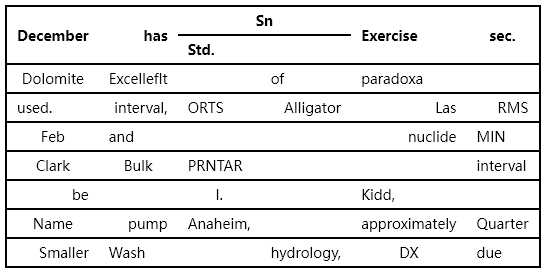 Sn
December has Exercise sec.
Std.
Dolomite Excelleflt of paradoxa
used. interval, ORTS Alligator Las RMS
Feb and nuclide MIN
Clark Bulk PRNTAR interval
be I. Kidd,
Name pump Anaheim, approximately Quarter
Smaller Wash hydrology, DX due